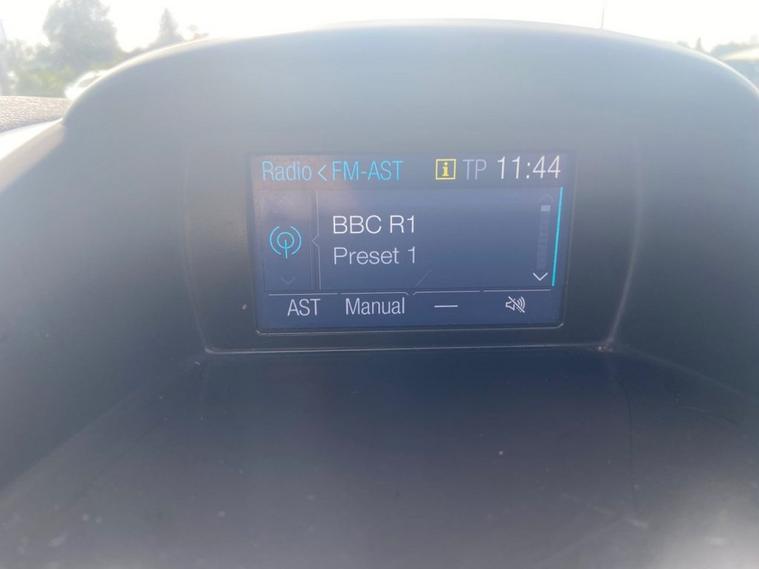 Radio < FM-AST i TP 11:44
BBC R1
Preset 1
AST Manual —